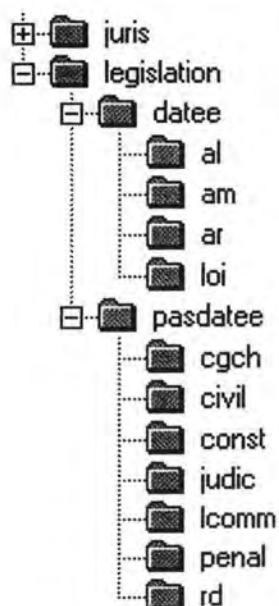 juris
legislation
datee
al
am
ar
loi
pasdatee
cgch
civil
const
judic
lcomm
penal
rd